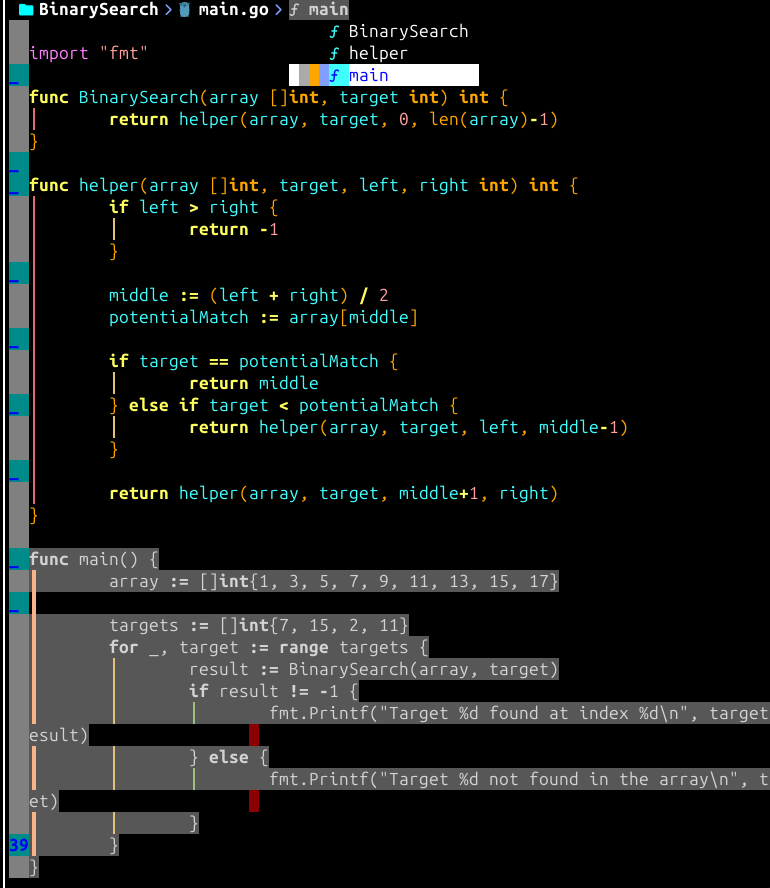 BinarySearch > main.go > ƒ main
ƒ BinarySearch
import "fmt"
ƒ helper
ƒ main
func BinarySearch(array []int, target int) int {
return helper(array, target, 0, len(array)-1)
}
func helper(array []int, target, left, right int) int {
if left > right {
return -1
}
middle := (left + right) / 2
potentialMatch := array[middle]
if target == potentialMatch {
return middle
} else if target < potentialMatch {
return helper(array, target, left, middle-1)
}
return helper(array, target, middle+1, right)
}
func main() {
array := []int{1, 3, 5, 7, 9, 11, 13, 15, 17}
targets := []int{7, 15, 2, 11}
for _, target := range targets {
result := BinarySearch(array, target)
if result != -1 {
fmt.Printf("Target %d found at index %d\n", target
esult)
} else {
fmt.Printf("Target %d not found in the array\n", t
et)
}
39 }
}